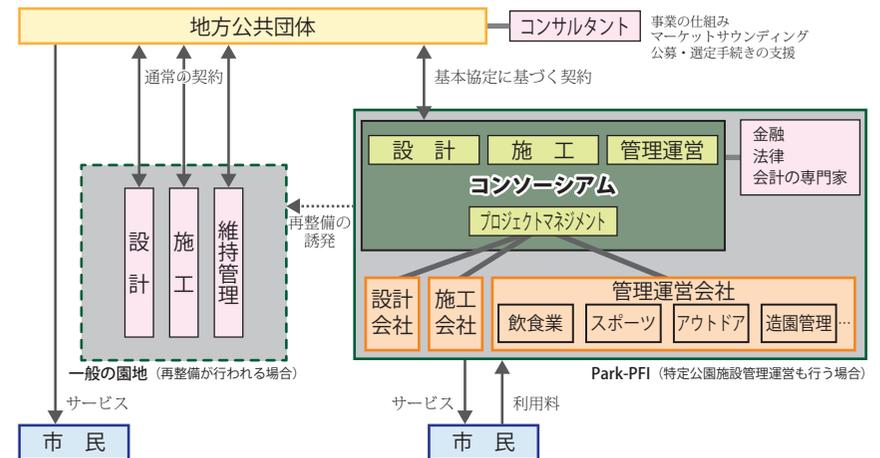 地方公共団体
コンサルタント
事業の仕組み
マーケットサウンディング
公募・選定手続きの支援
通常の契約
基本協定に基づく契約
設　計
施　工
管理運営
コンソーシアム
プロジェクトマネジメント
金融
法律
会計の専門家
再整備の
誘発
設計
施工
維持管理
設計
会社
施工
会社
管理運営会社
飲食業
スポーツ
アウトドア
造園管理…
一般の園地（再整備が行われる場合）
Park-PFI（特定公園施設管理運営も行う場合）
サービス
サービス
利用料
市　民
市　民